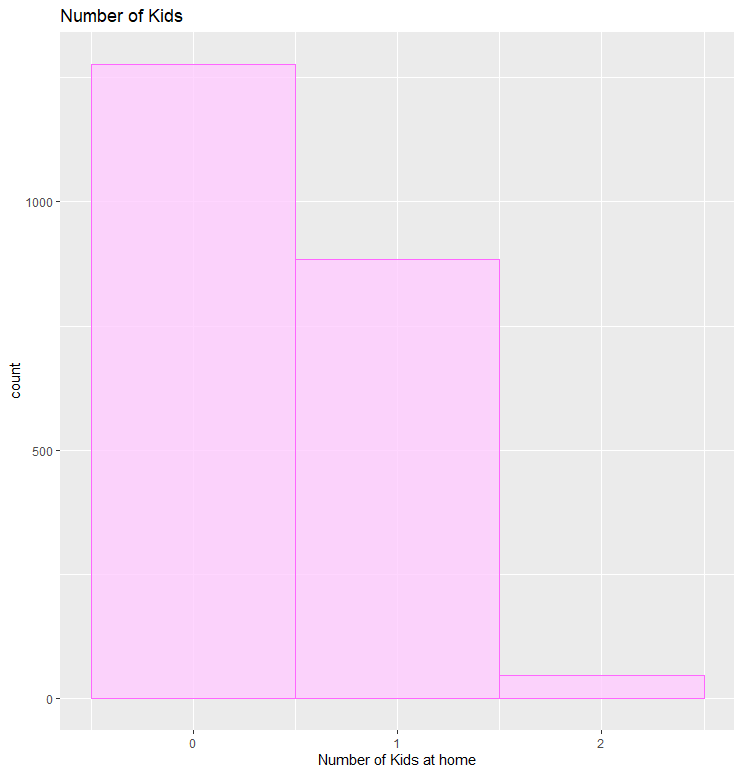 Number of Kids
1000
500
0
count
0 1 2
Number of Kids at home